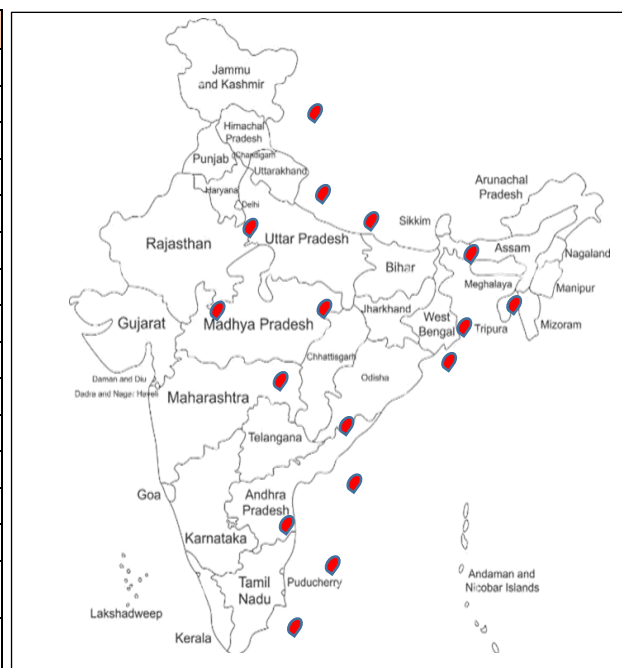 Jammu
and Kashmir
Himachal
Pradesh
Punjab
Chandigarh
Uttarakhand
Haryana
Delhi
Arunachal
Pradesh
Sikkim
Rajasthan
Uttar Pradesh
Assam
Nagaland
Bihar
Meghalaya
Manipur
Jharkhand
West
Bengal
Tripura
Mizoram
Gujarat
Madhya Pradesh
Chhattisgarh
Odisha
Daman and Diu
Dadra and Nagar Haveli
Maharashtra
Telangana
Goa
Andhra
Pradesh
Karnataka
Tamil
Nadu
Puducherry
Andaman and
Nicobar Islands
Lakshadweep
Kerala